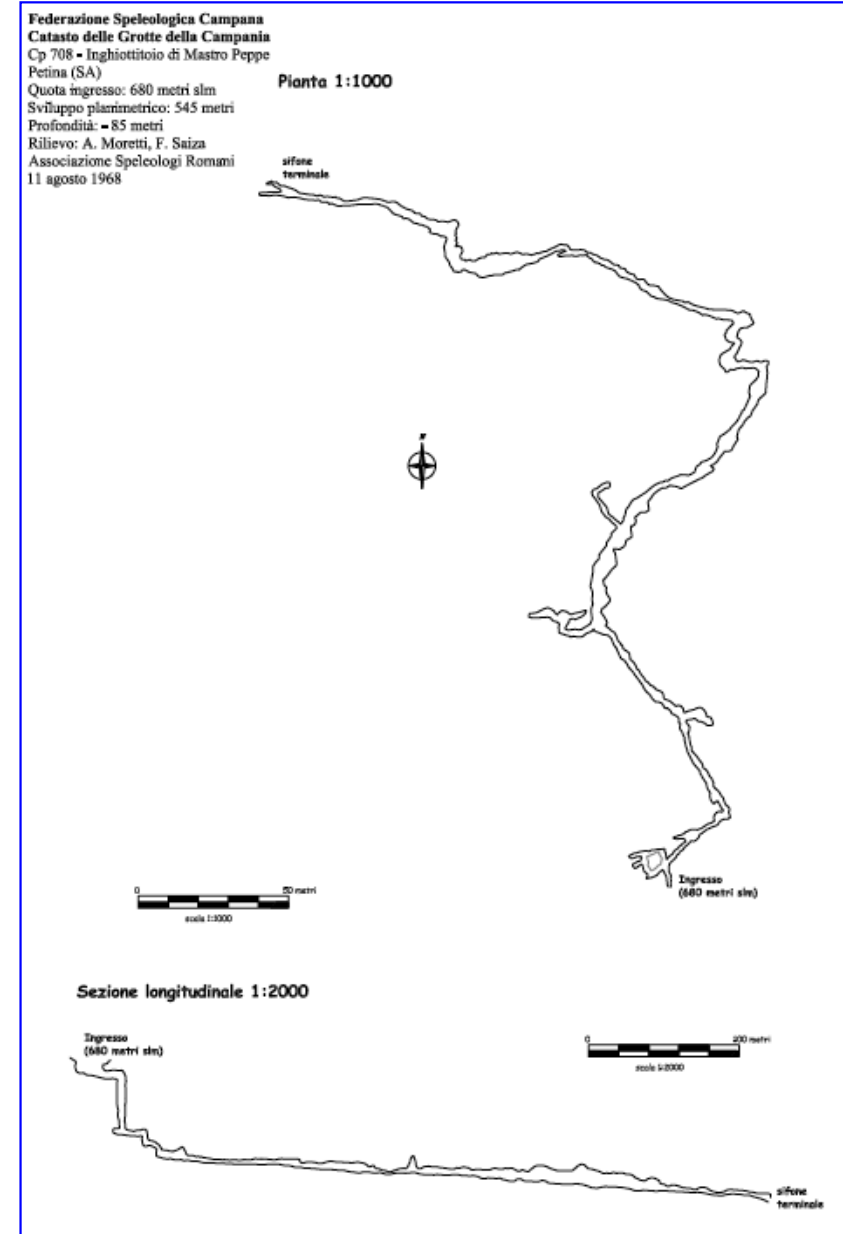 Federazione Speleologica Campana
Catasto delle Grotte della Campania
Cp 708 - Inghiottitoio di Mastro Peppe
Petina (SA)
Quota ingresso: 680 metri slm
Sviluppo planimetrico: 545 metri
Profondità: - 85 metri
Rilievo: A. Moretti, F. Saiza
Associazione Speleologi Romani
11 agosto 1968
Pianta 1:1000
sifone
terminale
N
Ingresso
(680 metri slm)
0 50 metri
scala 1:1000
Sezione longitudinale 1:2000
Ingresso
(680 metri slm)
0 100 metri
scala 1:2000
sifone
terminale